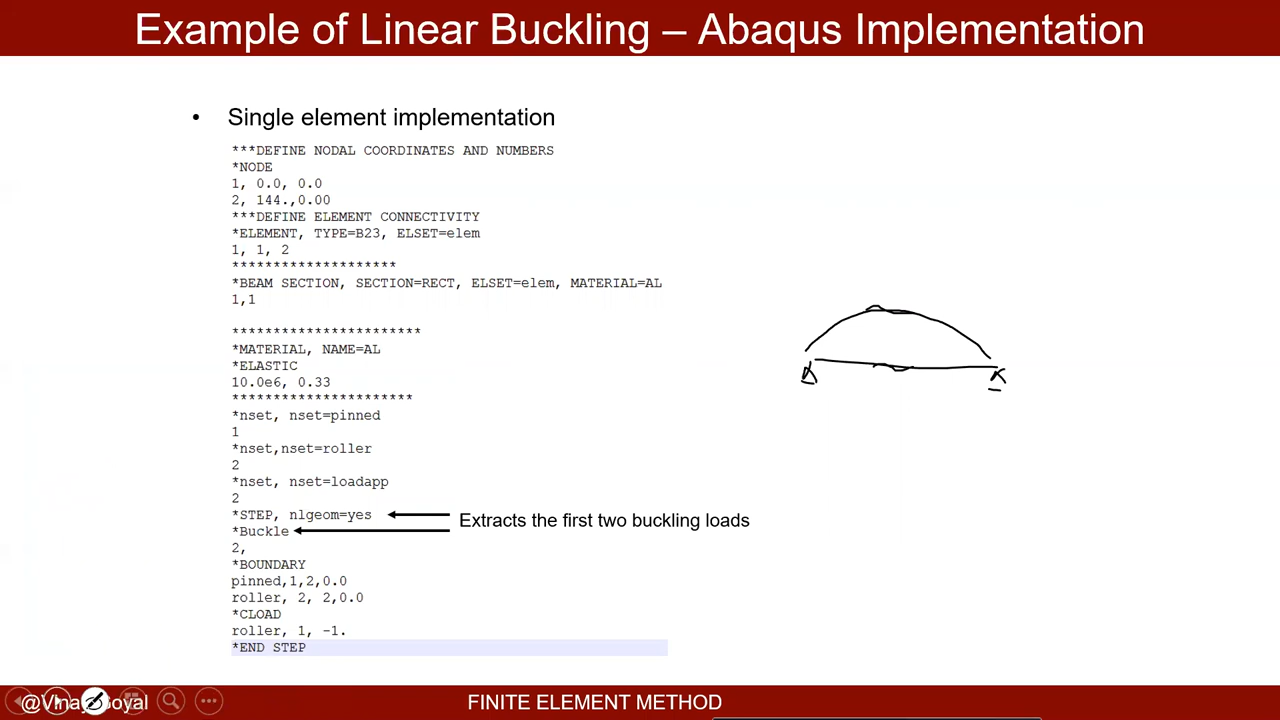 Example of Linear Buckling – Abaqus Implementation
• Single element implementation
***DEFINE NODAL COORDINATES AND NUMBERS
*NODE
1, 0.0, 0.0
2, 144.,0.00
***DEFINE ELEMENT CONNECTIVITY
*ELEMENT, TYPE=B23, ELSET=elem
1, 1, 2
********************
*BEAM SECTION, SECTION=RECT, ELSET=elem, MATERIAL=AL
1,1
***********************
*MATERIAL, NAME=AL
*ELASTIC
10.0e6, 0.33
**********************
*nset, nset=pinned
1
*nset,nset=roller
2
*nset, nset=loadapp
2
*STEP, nlgeom=yes
Extracts the first two buckling loads
*Buckle
2,
*BOUNDARY
pinned,1,2,0.0
roller, 2, 2,0.0
*CLOAD
roller, 1, -1.
*END STEP
@Vinay Goyal
FINITE ELEMENT METHOD